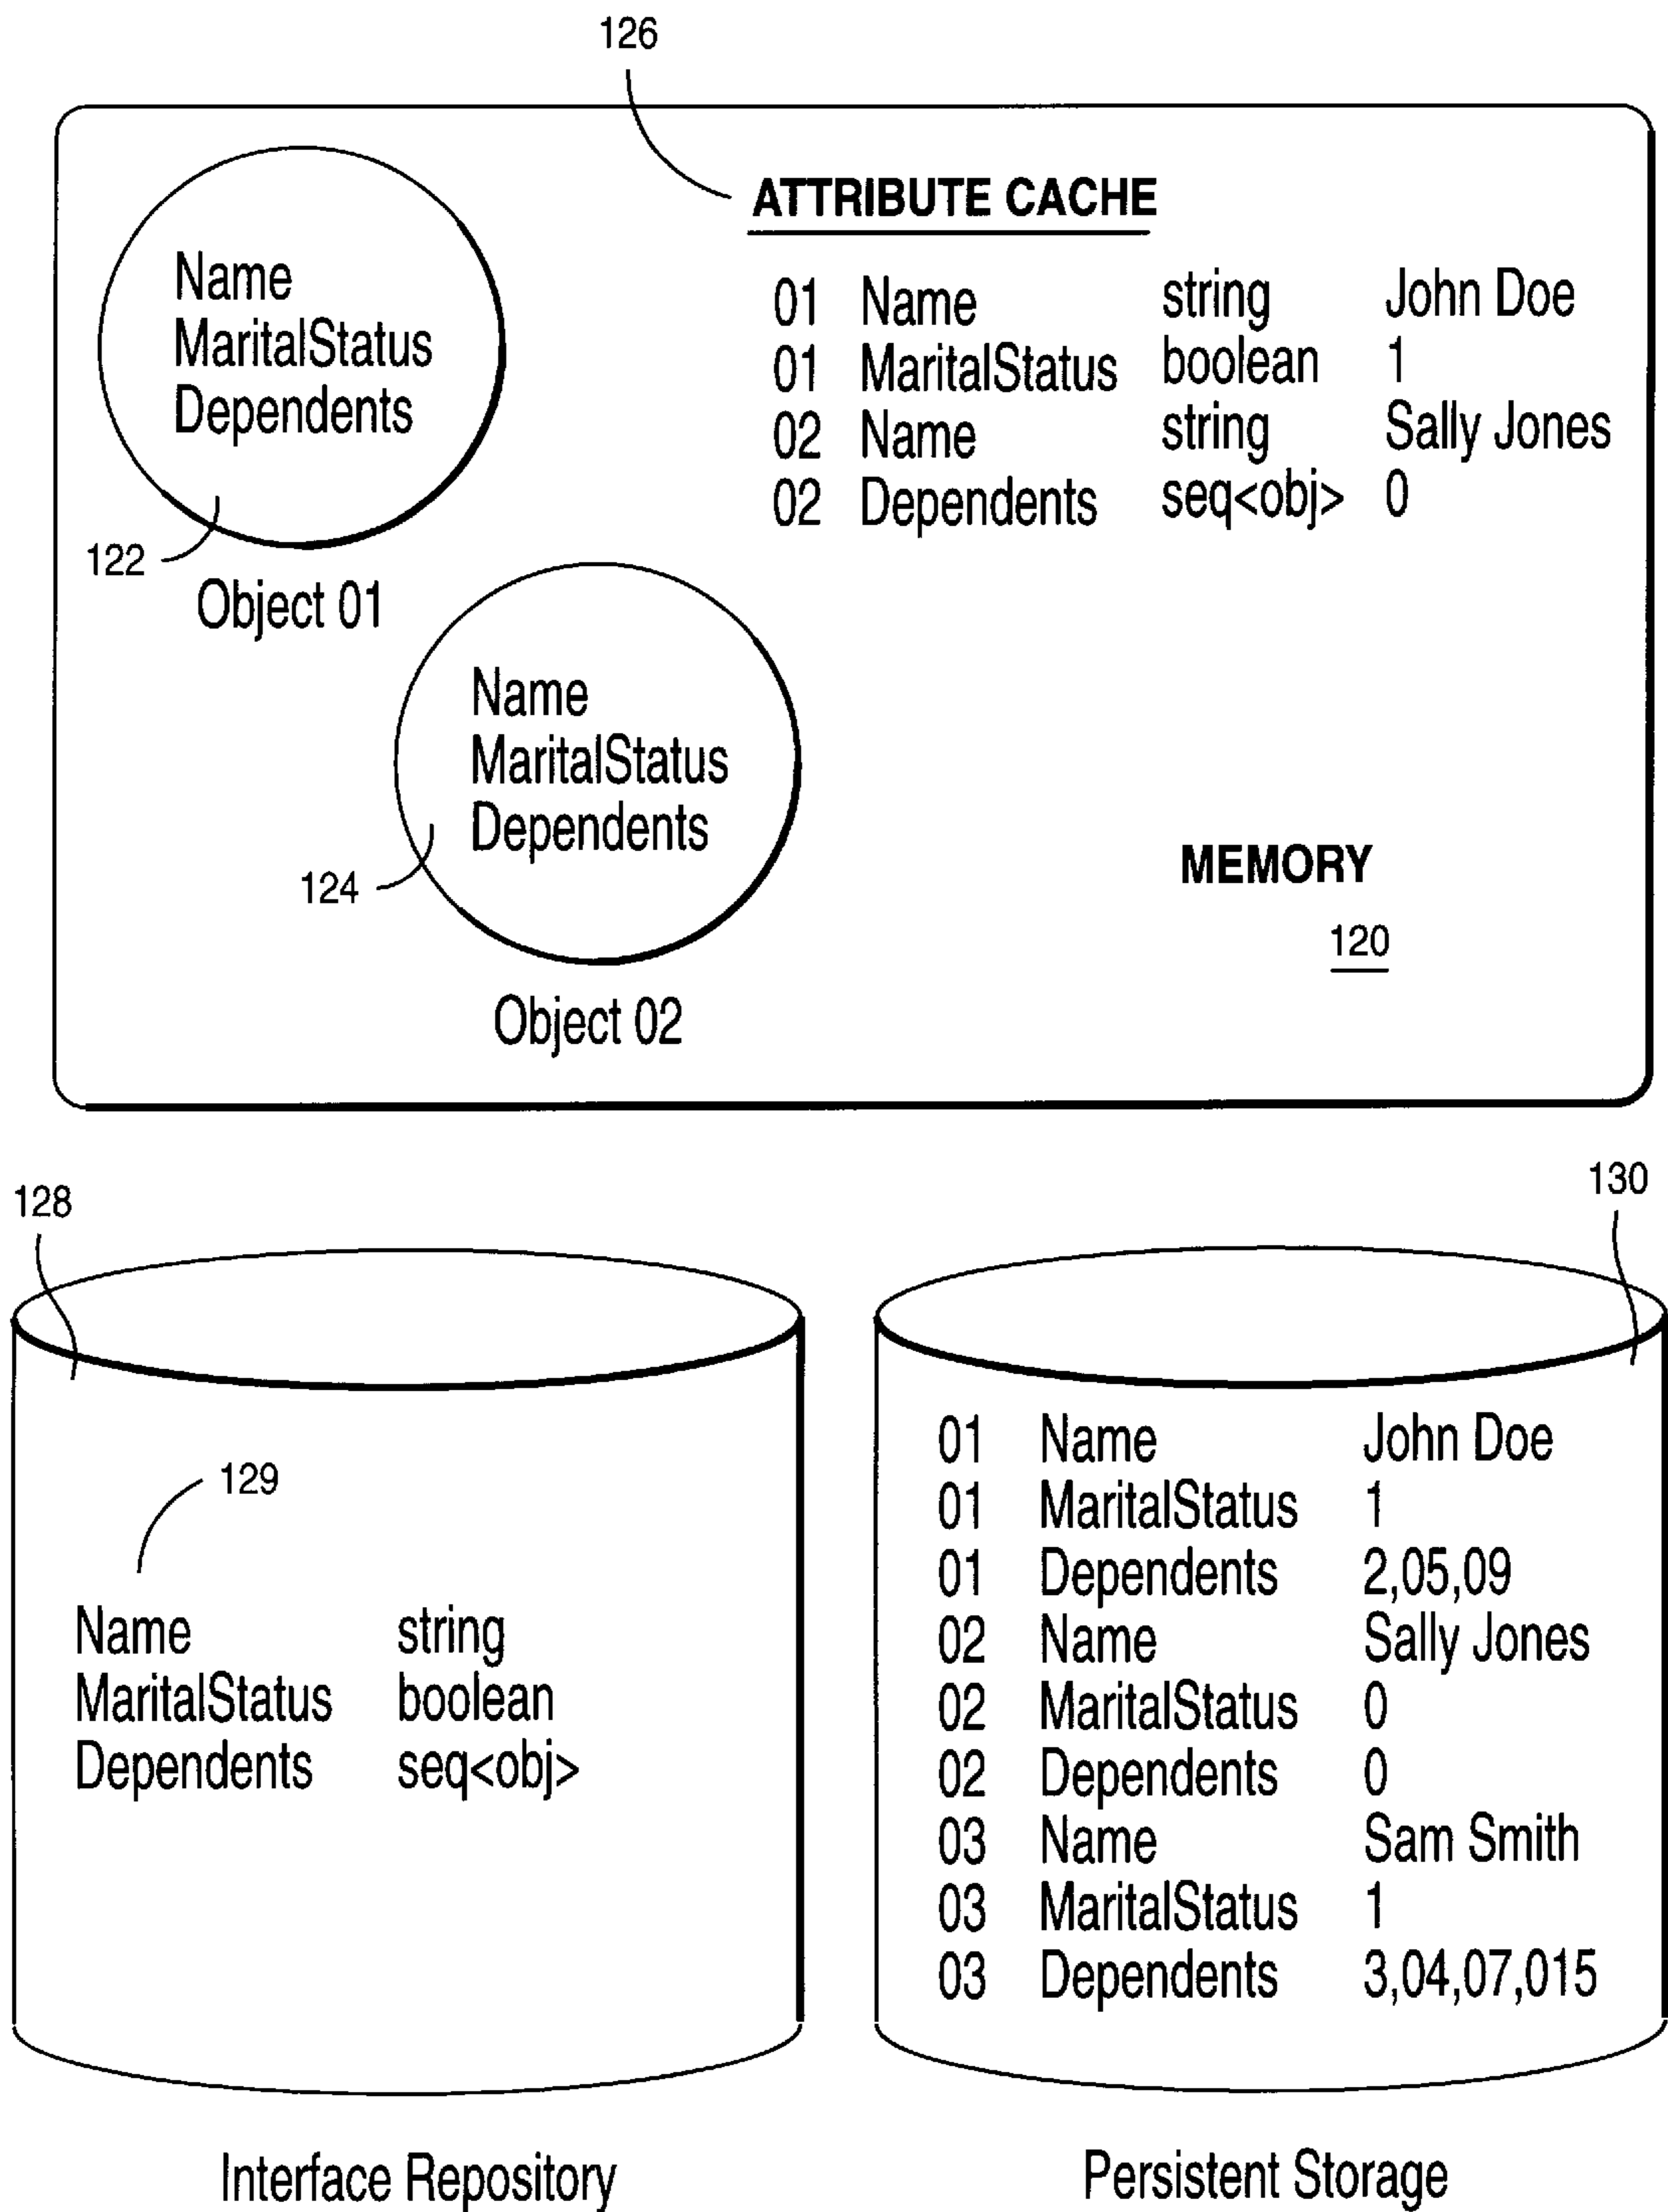 126
ATTRIBUTE CACHE
Name
MaritalStatus
Dependents
122
Object 01
01 Name string John Doe
01 MaritalStatus boolean 1
02 Name string Sally Jones
02 Dependents seq<obj> 0
Name
MaritalStatus
Dependents
124
Object 02
MEMORY
120
128
129
Name string
MaritalStatus boolean
Dependents seq<obj>
Interface Repository
130
01 Name John Doe
01 MaritalStatus 1
01 Dependents 2,05,09
02 Name Sally Jones
02 MaritalStatus 0
02 Dependents 0
03 Name Sam Smith
03 MaritalStatus 1
03 Dependents 3,04,07,015
Persistent Storage